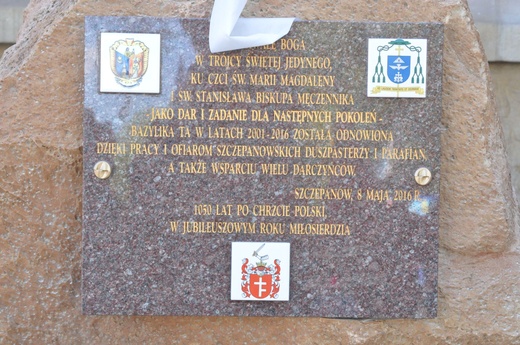 BOGA
W TRÓJCY ŚWIĘTEJ JEDYNEGO,
KU CZCI ŚW. MARII MAGDALENY
I ŚW. STANISŁAWA BISKUPA MĘCZENNIKA
JAKO DAR I ZADANIE DLA NASTĘPNYCH POKOLEŃ -
BAZYLIKA TA W LATACH 2001-2016 ZOSTAŁA ODNOWIONA
DZIĘKI PRACY I OFIAROM SZCZEPANOWSKICH DUSZPASTERZY I PARAFIAN,
A TAKŻE WSPARCIU WIELU DARCZYŃCÓW.
SZCZEPANÓW, 8 MAJA 2016 R.
1050 LAT PO CHRZCIE POLSKI,
W JUBILEUSZOWYM ROKU MIŁOSIERDZIA